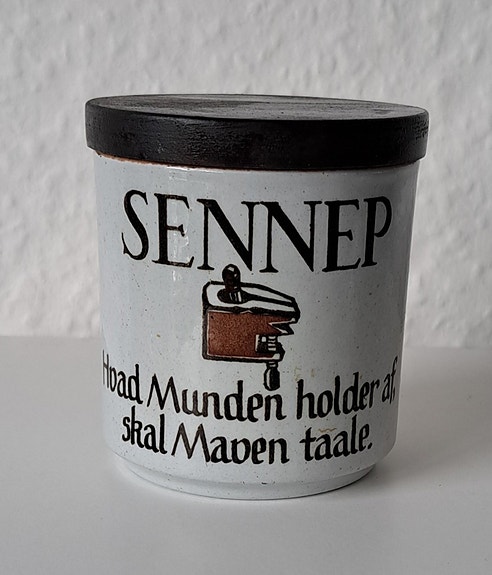 SENNEP
Hvad Munden holder af,
skal Maven taale.